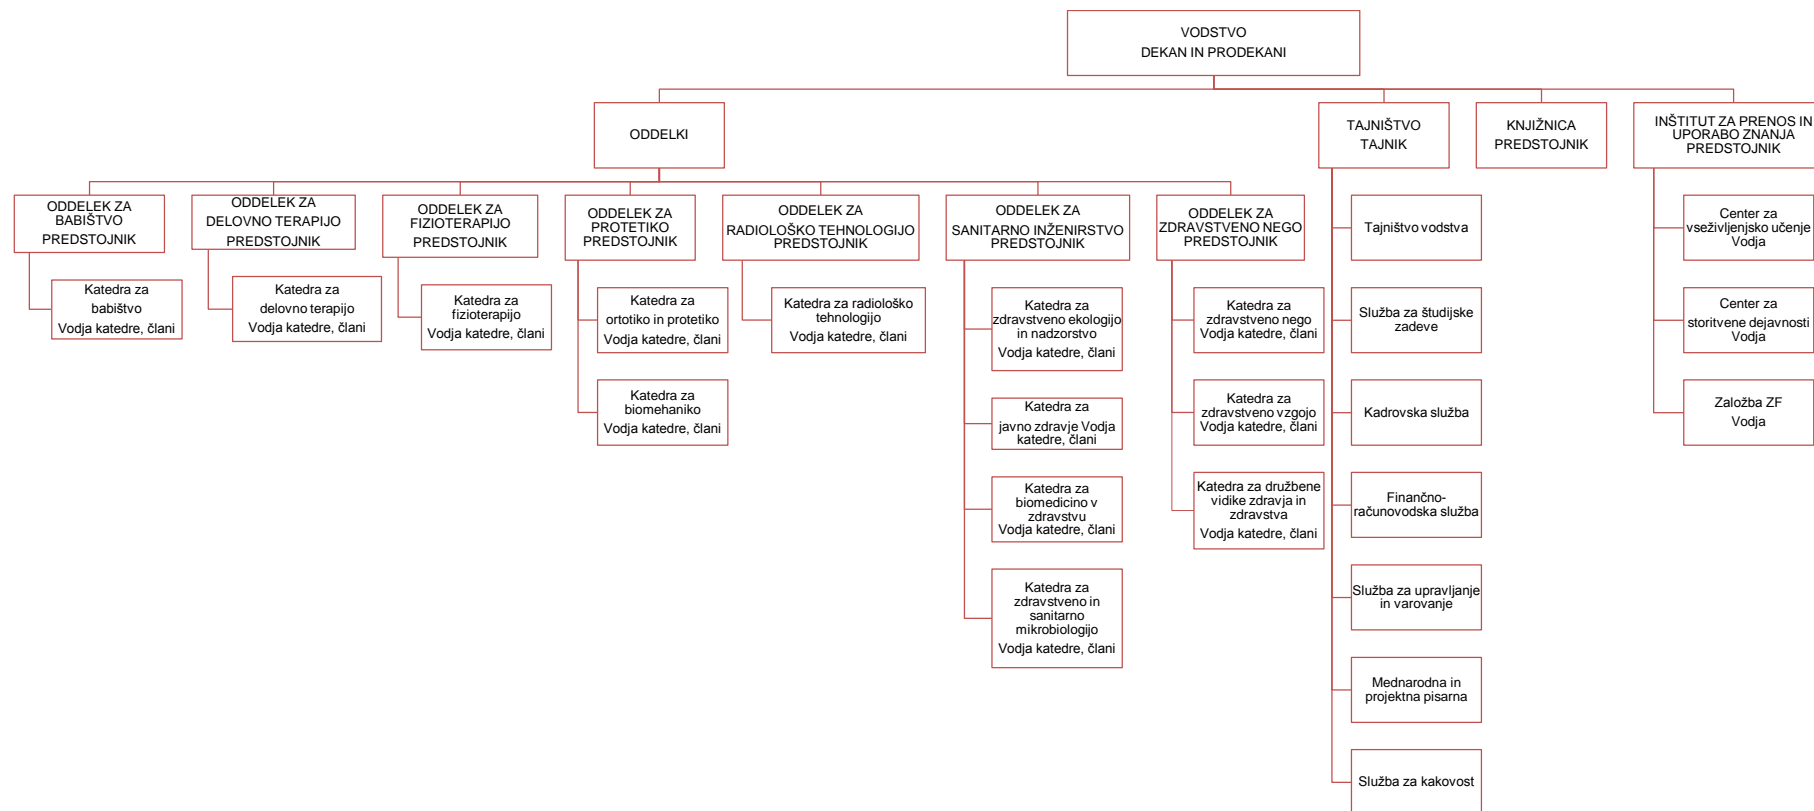 VODSTVO
DEKAN IN PRODEKANI
ODDELKI
TAJNIŠTVO
TAJNIK
KNJIŽNICA
PREDSTOJNIK
INŠTITUT ZA PRENOS IN
UPORABO ZNANJA
PREDSTOJNIK
ODDELEK ZA
BABIŠTVO
PREDSTOJNIK
ODDELEK ZA
DELOVNO TERAPIJO
PREDSTOJNIK
ODDELEK ZA
FIZIOTERAPIJO
PREDSTOJNIK
ODDELEK ZA
PROTETIKO
PREDSTOJNIK
ODDELEK ZA
RADIOLOŠKO TEHNOLOGIJO
PREDSTOJNIK
ODDELEK ZA
SANITARNO INŽENIRSTVO
PREDSTOJNIK
ODDELEK ZA
ZDRAVSTVENO NEGO
PREDSTOJNIK
Katedra za
babištvo
Vodja katedre, člani
Katedra za
delovno terapijo
Vodja katedre, člani
Katedra za
fizioterapijo
Vodja katedre, člani
Katedra za
ortotiko in protetiko
Vodja katedre, člani
Katedra za
biomehaniko
Vodja katedre, člani
Katedra za radiološko
tehnologijo
Vodja katedre, člani
Katedra za
zdravstveno ekologijo
in nadzorstvo
Vodja katedre, člani
Katedra za
javno zdravje Vodja
katedre, člani
Katedra za
biomedicino v
zdravstvu
Vodja katedre, člani
Katedra za
zdravstveno in
sanitarno
mikrobiologijo
Vodja katedre, člani
Katedra za
zdravstveno nego
Vodja katedre, člani
Katedra za
zdravstveno vzgojo
Vodja katedre, člani
Katedra za družbene
vidike zdravja in
zdravstva
Vodja katedre, člani
Tajništvo vodstva
Služba za študijske
zadeve
Kadrovska služba
Finančno-
računovodska služba
Služba za upravljanje
in varovanje
Mednarodna in
projektna pisarna
Služba za kakovost
Center za
vseživljenjsko učenje
Vodja
Center za
storitvene dejavnosti
Vodja
Založba ZF
Vodja